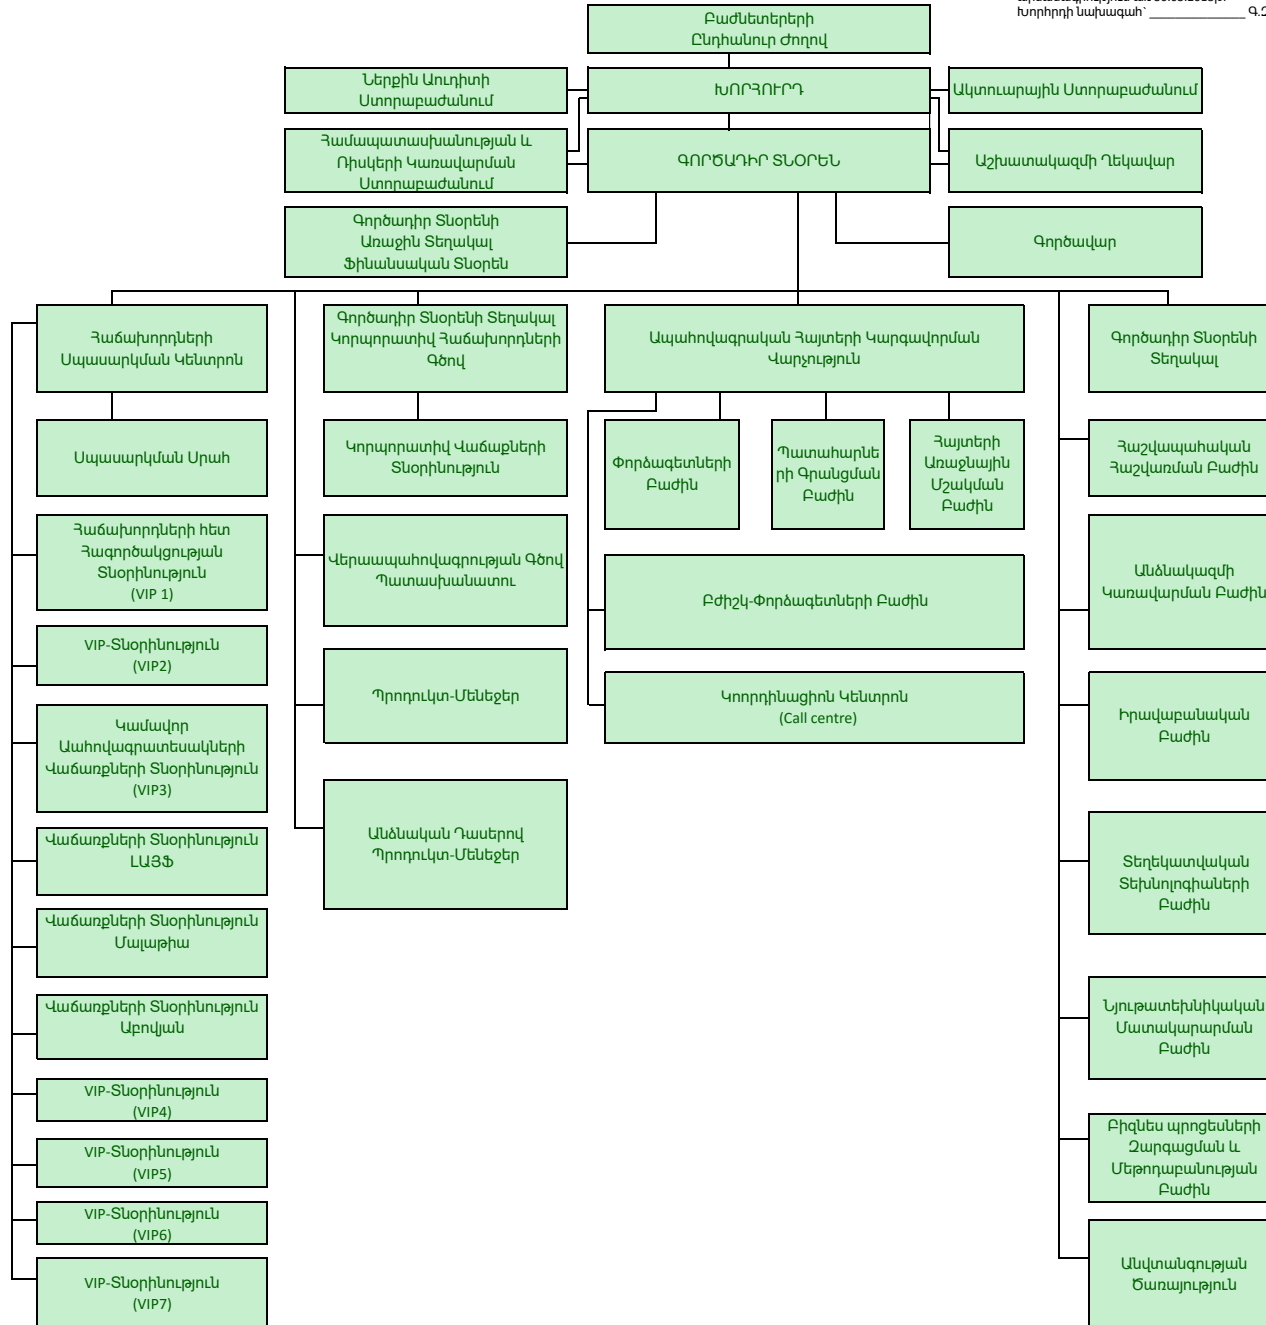 Խորհրդի նախագահ՝ ______________ Գ.Զ
Բաժնետերերի
Ընդհանուր Ժողով
Ներքին Աուդիտի
Ստորաբաժանում
ԽՈՐՀՈՒՐԴ
Ակտուարային Ստորաբաժանում
Համապատասխանության և
Ռիսկերի Կառավարման
Ստորաբաժանում
ԳՈՐԾԱԴԻՐ ՏՆՕՐԵՆ
Աշխատակազմի Ղեկավար
Գործադիր Տնօրենի
Առաջին Տեղակալ
Ֆինանսական Տնօրեն
Գործավար
Հաճախորդների
Սպասարկման Կենտրոն
Գործադիր Տնօրենի Տեղակալ
Կորպորատիվ Հաճախորդների
Գծով
Ապահովագրական Հայտերի Կարգավորման
Վարչություն
Գործադիր Տնօրենի
Տեղակալ
Սպասարկման Սրահ
Կորպորատիվ Վաճաքների
Տնօրինություն
Փորձագետների
Բաժին
Պատահարնե
րի Գրանցման
Բաժին
Հայտերի
Առաջնային
Մշակման
Բաժին
Հաշվապահական
Հաշվառման Բաժին
Հաճախորդների հետ
Հագործակցության
Տնօրինություն
(VIP 1)
Վերաապահովագրության Գծով
Պատասխանատու
Բժիշկ-Փորձագետների Բաժին
Անձնակազմի
Կառավարման Բաժին
VIP-Տնօրինություն
(VIP2)
Պրոդուկտ-Մենեջեր
Կոորդինացիոն Կենտրոն
(Call centre)
Իրավաբանական
Բաժին
Կամավոր
Աահովագրատեսակների
Վաճառքների Տնօրինություն
(VIP3)
Անձնական Դասերով
Պրոդուկտ-Մենեջեր
Վաճառքների Տնօրինություն
ԼԱՅՖ
Տեղեկատվական
Տեխնոլոգիաների
Բաժին
Վաճառքների Տնօրինություն
Մալաթիա
Վաճառքների Տնօրինություն
Աբովյան
Նյութատեխնիկական
Մատակարարման
Բաժին
VIP-Տնօրինություն
(VIP4)
VIP-Տնօրինություն
(VIP5)
Բիզնես պրոցեսների
Զարգացման և
Մեթոդաբանության
Բաժին
VIP-Տնօրինություն
(VIP6)
VIP-Տնօրինություն
(VIP7)
Անվտանգության
Ծառայություն